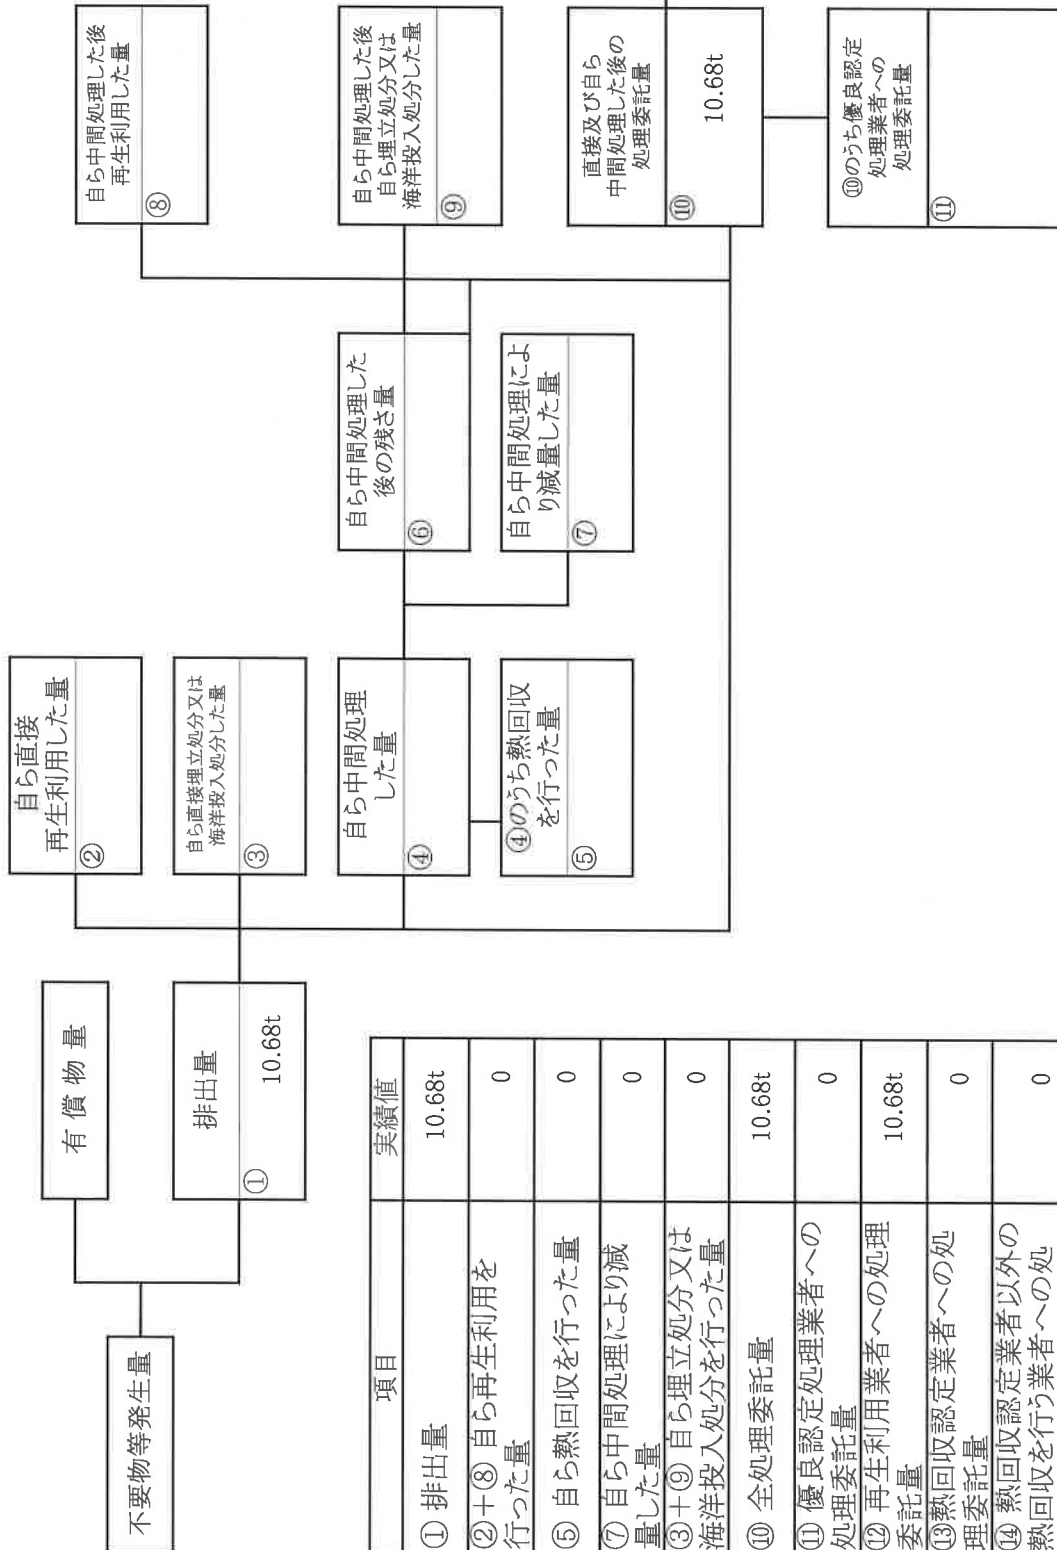 不要物等発生量
有償物量
排出量
①
10.68t
自ら直接
再生利用した量
②
自ら直接埋立処分又は
海洋投入処分した量
③
自ら中間処理
した量
④
④のうち熱回収
を行った量
⑤
自ら中間処理した
後の残さ量
⑥
自ら中間処理によ
り減量した量
⑦
自ら中間処理した後
再生利用した量
⑧
自ら中間処理した後
自ら埋立処分又は
海洋投入処分した量
⑨
直接及び自ら
中間処理した後の
処理委託量
⑩
10.68t
⑩のうち優良認定
処理業者への
処理委託量
⑪
項目 実績値
① 排出量 10.68t
②+⑧ 自ら再生利用を
行った量 0
⑤ 自ら熱回収を行った量 0
⑦ 自ら中間処理により減
量した量 0
③+⑨ 自ら埋立処分又は
海洋投入処分を行った量 0
⑩ 全処理委託量 10.68t
⑪ 優良認定処理業者への
処理委託量 0
⑫ 再生利用業者への処理
委託量 10.68t
⑬熱回収認定業者への処
理委託量 0
⑭ 熱回収認定業者以外の
熱回収を行う業者への処 0